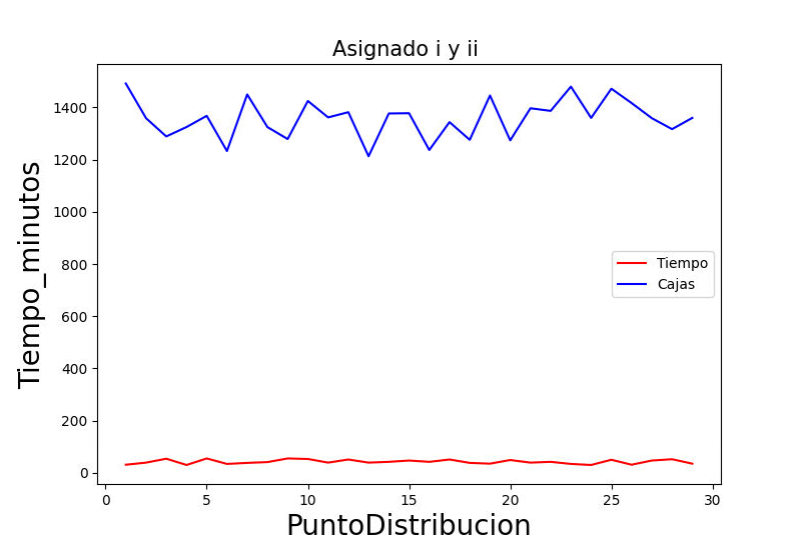 Asignado i y ii
Tiempo_minutos
1400
1200
1000
800
600
400
200
0
Tiempo
Cajas
0 5 10 15 20 25 30
PuntoDistribucion